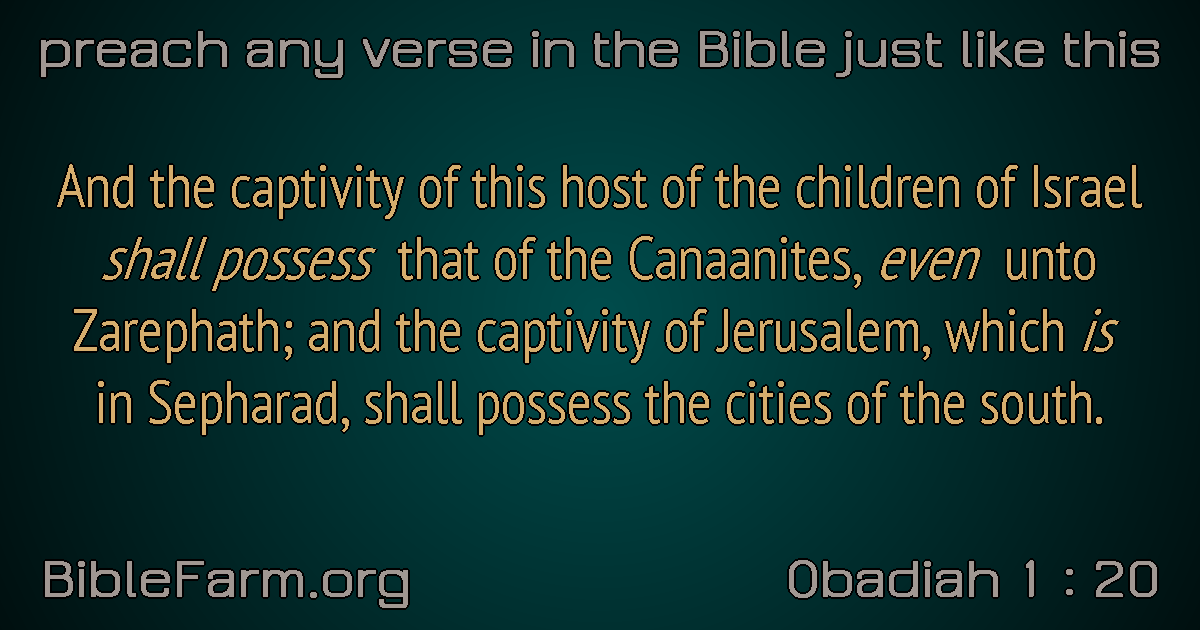 preach any verse in the Bible just like this
And the captivity of this host of the children of Israel
shall possess that of the Canaanites, even unto
Zarephath; and the captivity of Jerusalem, which is
in Sepharad, shall possess the cities of the south.
BibleFarm.org
Obadiah 1 : 20